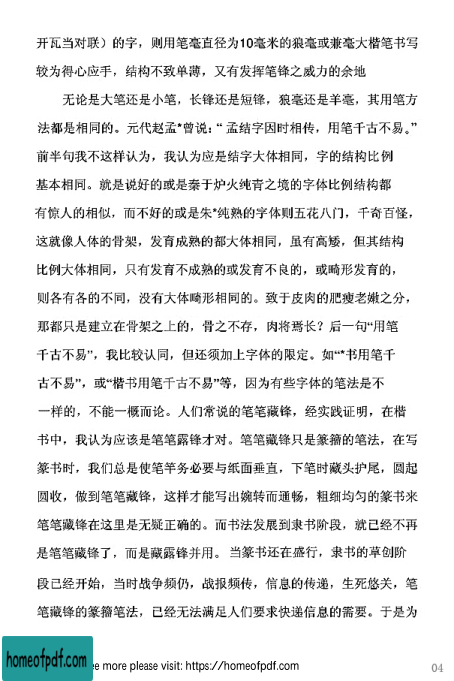 开瓦当对联）的字，则用笔毫直径为10毫米的狼毫或兼毫大楷笔书写
较为得心应手，结构不致单薄，又有发挥笔锋之威力的余地
无论是大笔还是小笔，长锋还是短锋，狼毫还是羊毫，其用笔方
法都是相同的。元代赵孟*曾说：“ 孟结字因时相传，用笔千古不易。”
前半句我不这样认为，我认为应是结字大体相同，字的结构比例
基本相同。就是说好的或是秦于炉火纯青之境的字体比例结构都
有惊人的相似，而不好的或是朱*纯熟的字体则五花八门，千奇百怪，
这就像人体的骨架，发育成熟的都大体相同，虽有高矮，但其结构
比例大体相同，只有发育不成熟的或发育不良的，或畸形发育的，
则各有各的不同，没有大体畸形相同的。致于皮肉的肥瘦老嫩之分，
那都只是建立在骨架之上的，骨之不存，肉将焉长？后一句“用笔
千古不易”，我比较认同，但还须加上字体的限定。如“*书用笔千
古不易”，或“楷书用笔千古不易”等，因为有些字体的笔法是不
一样的，不能一概而论。人们常说的笔笔藏锋，经实践证明，在楷
书中，我认为应该是笔笔露锋才对。笔笔藏锋只是篆籀的笔法，在写
篆书时，我们总是使笔竿务必要与纸面垂直，下笔时藏头护尾，圆起
圆收，做到笔笔藏锋，这样才能写出婉转而通畅，粗细均匀的篆书来
笔笔藏锋在这里是无疑正确的。而书法发展到隶书阶段，就已经不再
是笔笔藏锋了，而是藏露锋并用。当篆书还在盛行，隶书的草创阶
段已经开始，当时战争频仍，战报频传，信息的传递，生死悠关，笔
笔藏锋的篆籀笔法，已经无法满足人们要求快递信息的需要。于是为
homeofpdf.com
ee more please visit: https://homeofpdf.com
04